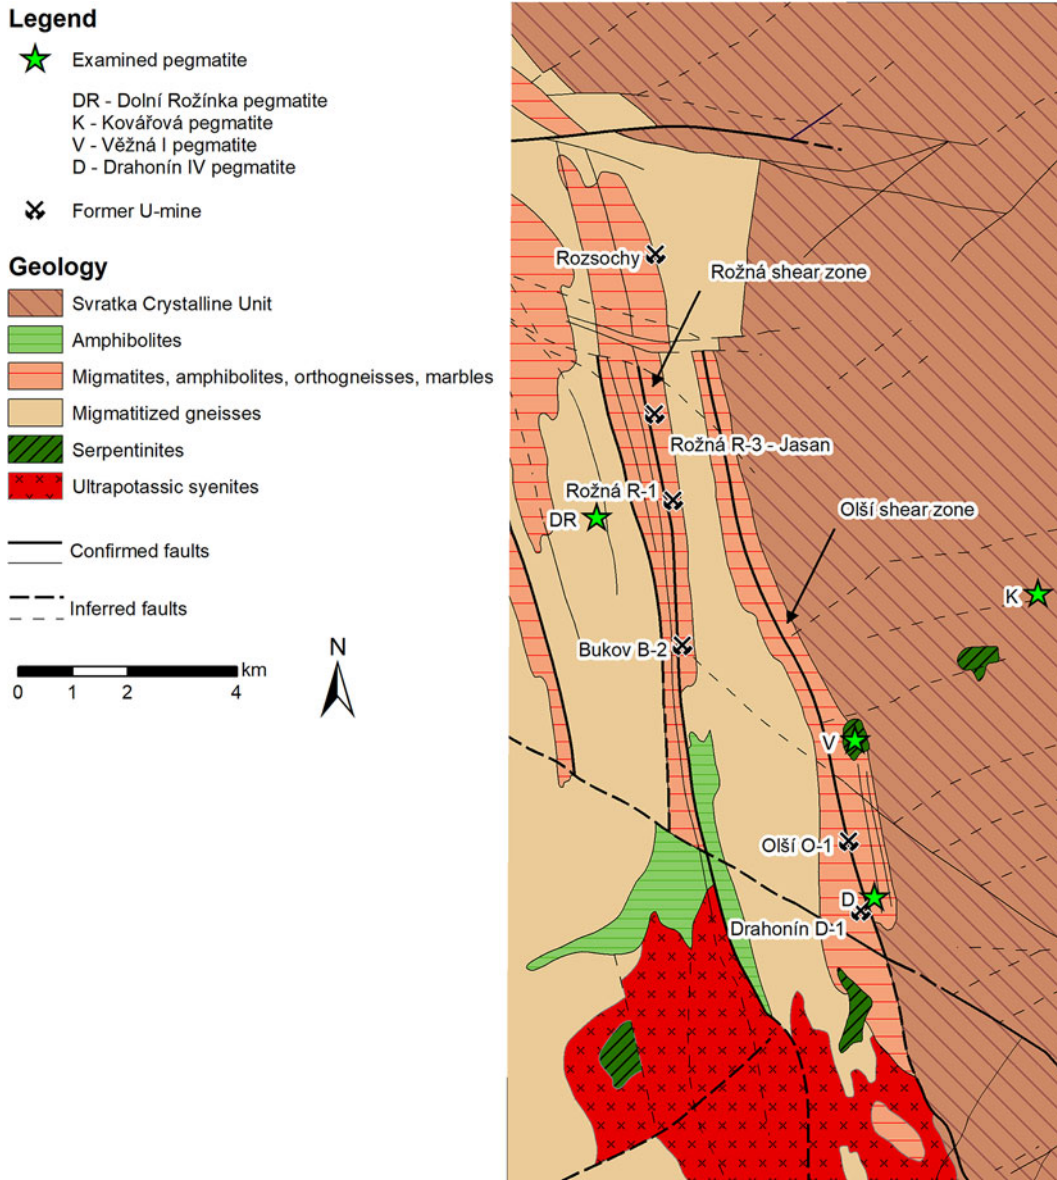 Legend
Examined pegmatite
DR - Dolní Rožínka pegmatite
K - Kovářová pegmatite
V - Věžná I pegmatite
D - Drahonín IV pegmatite
Former U-mine
Geology
Svratka Crystalline Unit
Amphibolites
Migmatites, amphibolites, orthogneisses, marbles
Migmatitized gneisses
Serpentinites
Ultrapotassic syenites
Confirmed faults
Inferred faults
N
km
0 1 2 4
Rozsochy
Rožná shear zone
Rožná R-3 - Jasan
Rožná R-1
DR
Olší shear zone
K
Bukov B-2
V
Olší O-1
D
Drahonín D-1